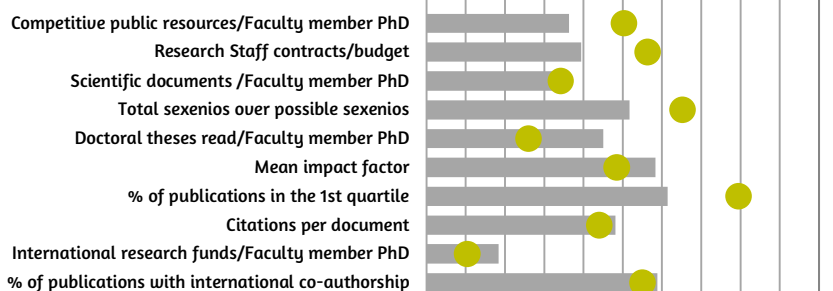 Competitive public resources/Faculty member PhD
Research Staff contracts/budget
Scientific documents /Faculty member PhD
Total sexenios over possible sexenios
Doctoral theses read/Faculty member PhD
Mean impact factor
% of publications in the 1st quartile
Citations per document
International research funds/Faculty member PhD
% of publications with international co-authorship